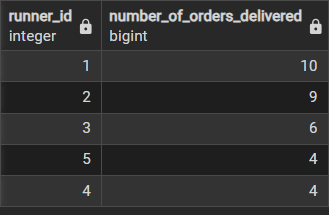 runner_id number_of_orders_delivered
integer bigint
1 10
2 9
3 6
5 4
4 4